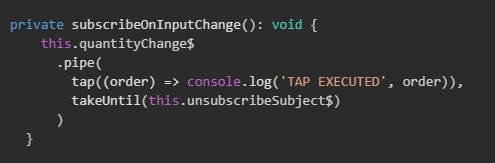 private subscribeOnInputChange(): void {
    this.quantityChange$
      .pipe(
        tap((order) => console.log('TAP EXECUTED', order)),
        takeUntil(this.unsubscribeSubject$)
      )
  }